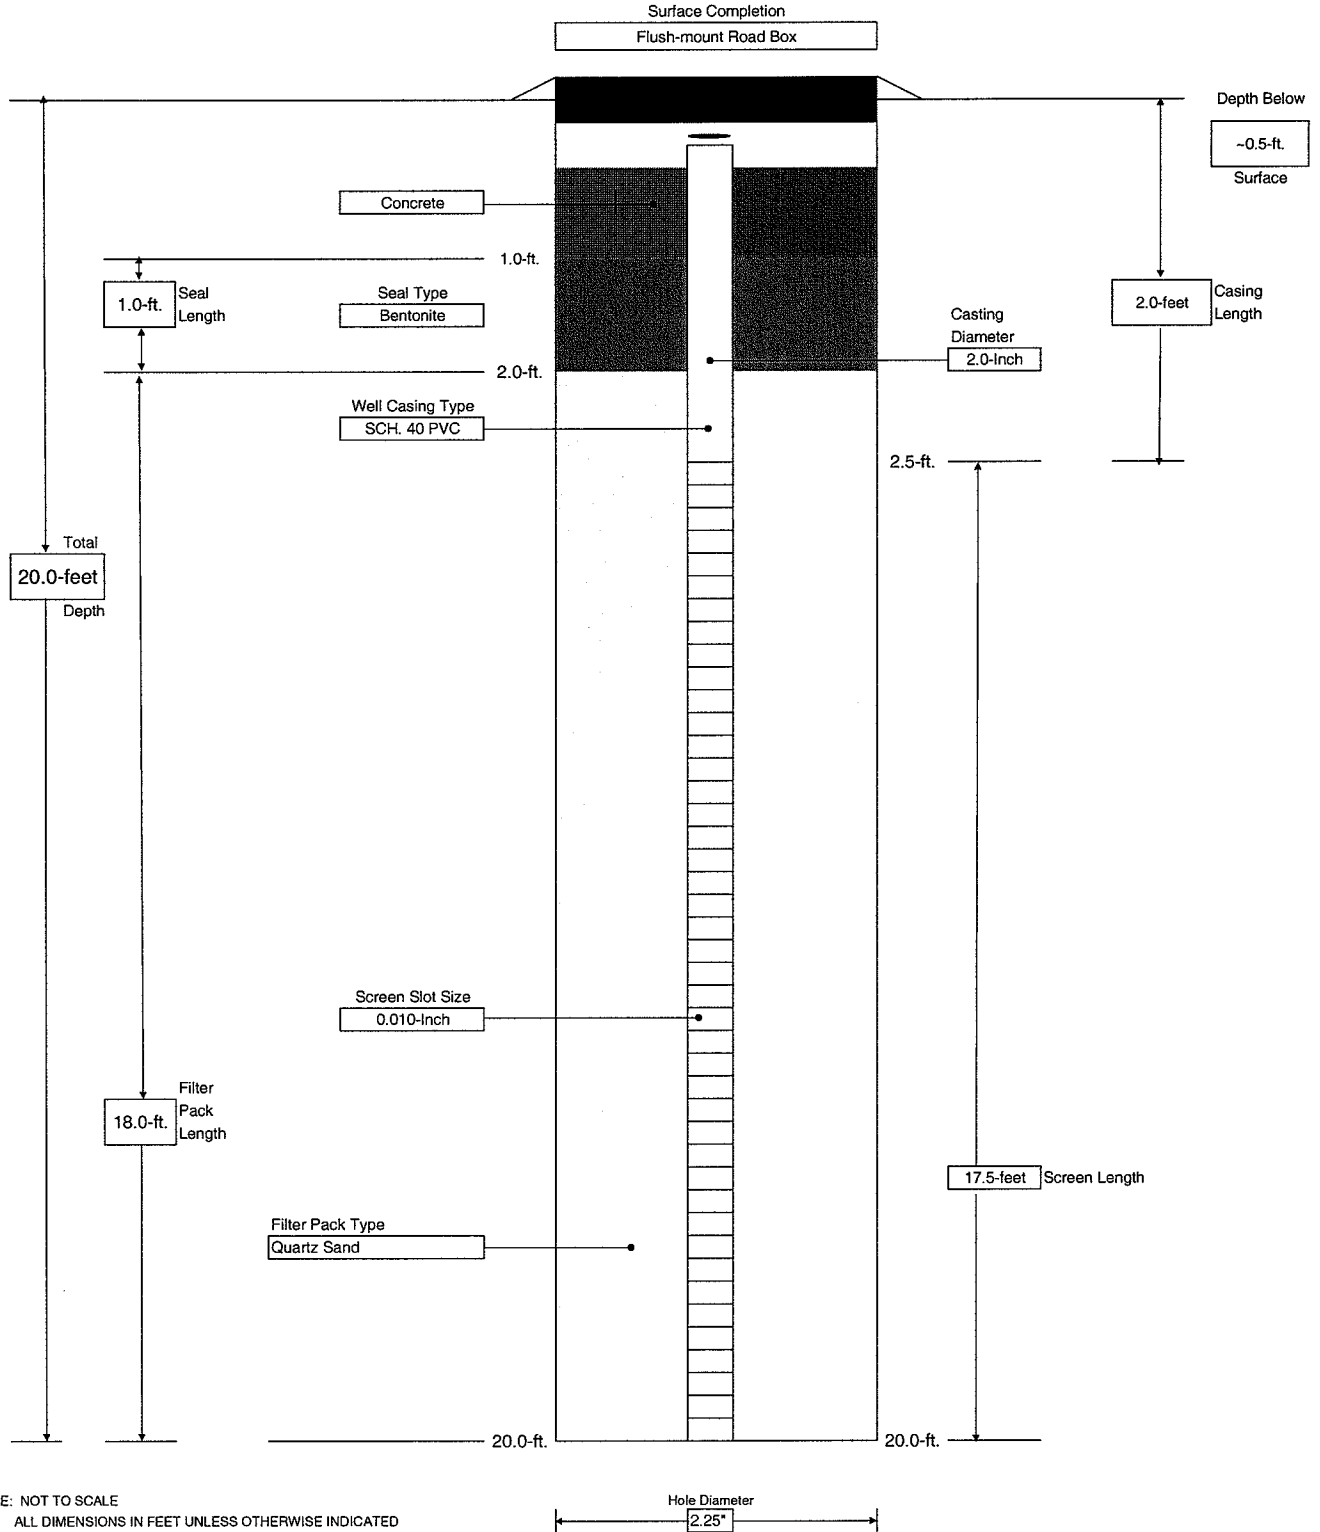 Surface Completion
Flush-mount Road Box
Depth Below
~0.5-ft.
Surface
Concrete
1.0-ft.
1.0-ft.
Seal
Length
Seal Type
Bentonite
2.0-feet
Casing
Length
Casting
Diameter
2.0-Inch
2.0-ft.
Well Casing Type
SCH. 40 PVC
2.5-ft.
Total
20.0-feet
Depth
Screen Slot Size
0.010-Inch
Filter
Pack
Length
18.0-ft.
17.5-feet
Screen Length
Filter Pack Type
Quartz Sand
20.0-ft.
20.0-ft.
E: NOT TO SCALE
ALL DIMENSIONS IN FEET UNLESS OTHERWISE INDICATED
Hole Diameter
2.25"